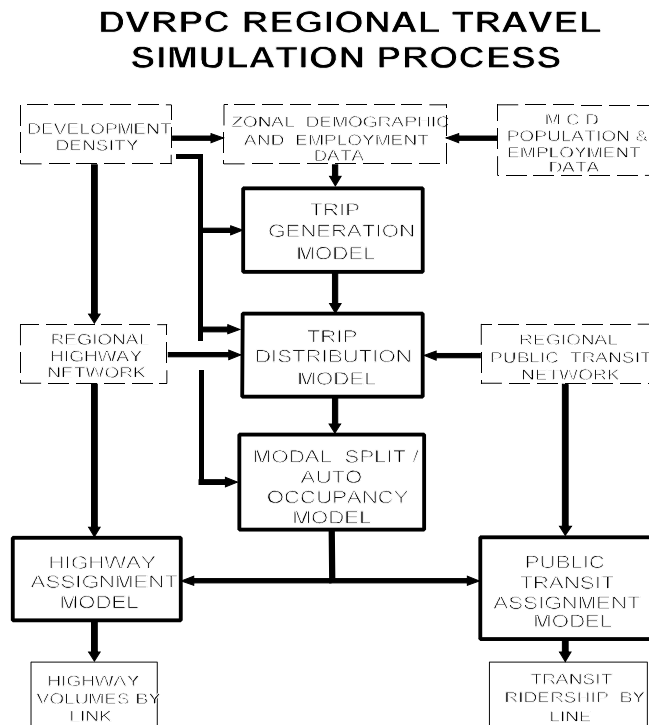 DVRPC REGIONAL TRAVEL
SIMULATION PROCESS
DEVELOPMENT
DENSITY
ZONAL DEMOGRAPHIC
AND EMPLOYMENT
DATA
M.C.D.
POPULATION &
EMPLOYMENT
DATA
TRIP
GENERATION
MODEL
REGIONAL
HIGHWAY
NETWORK
TRIP
DISTRIBUTION
MODEL
REGIONAL
PUBLIC TRANSIT
NETWORK
MODAL SPLIT /
AUTO
OCCUPANCY
MODEL
HIGHWAY
ASSIGNMENT
MODEL
PUBLIC
TRANSIT
ASSIGNMENT
MODEL
HIGHWAY
VOLUMES BY
LINK
TRANSIT
RIDERSHIP BY
LINE